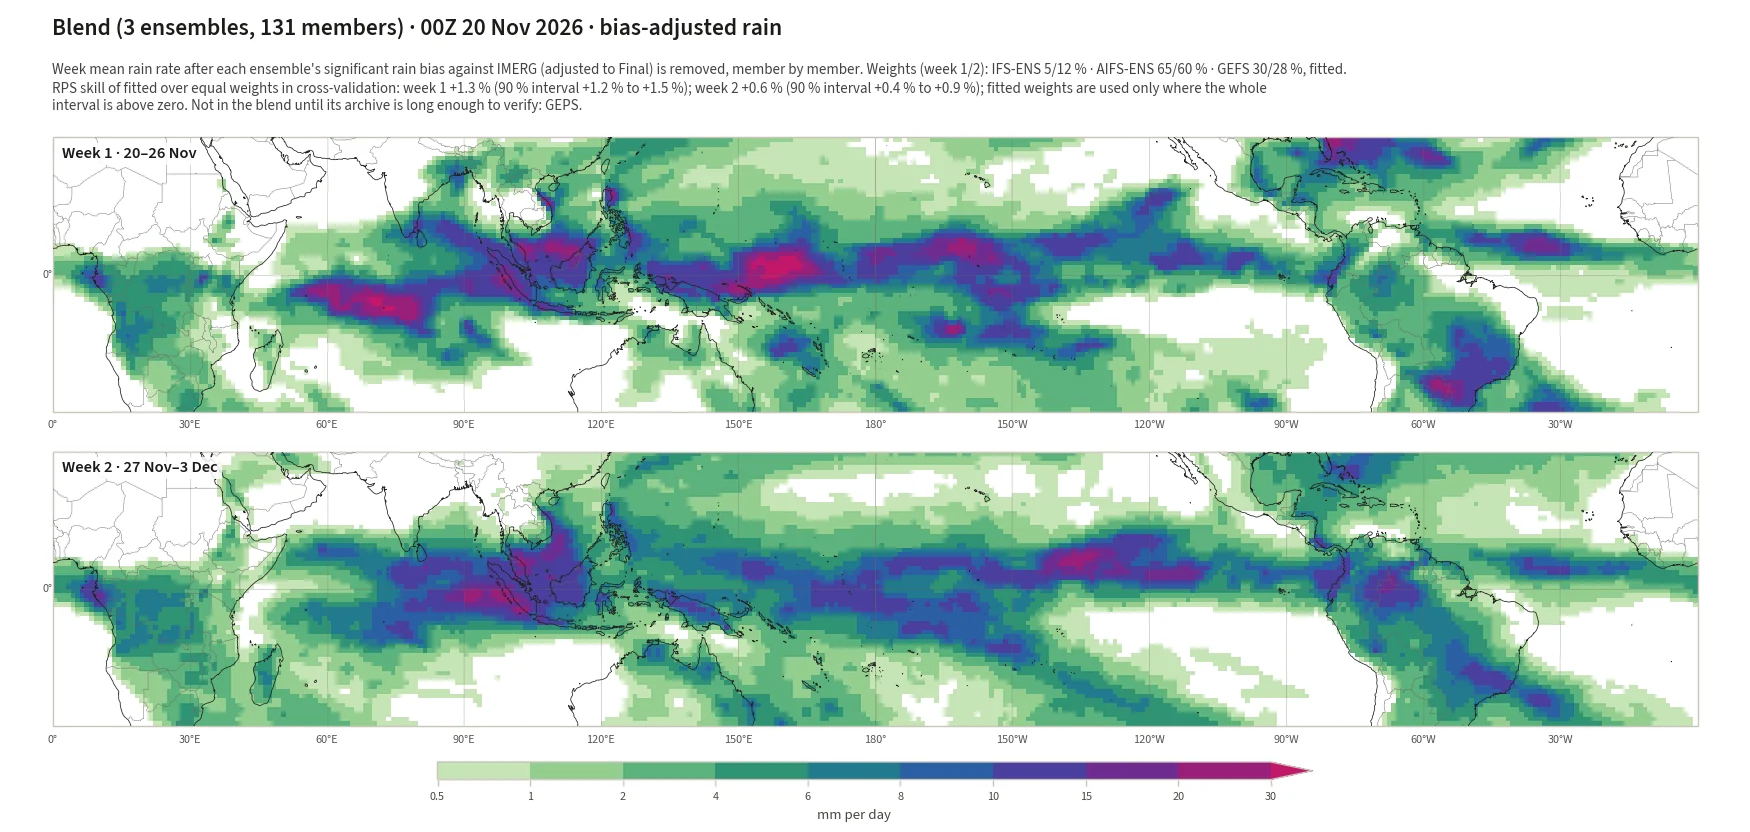 Blend (3 ensembles, 131 members) · 00Z 20 Nov 2026 · bias-adjusted rain
Week mean rain rate after each ensemble's significant rain bias against IMERG (adjusted to Final) is removed, member by member. Weights (week 1/2): IFS-ENS 5/12 % · AIFS-ENS 65/60 % · GEFS 30/28 %, fitted.
RPS skill of fitted over equal weights in cross-validation: week 1 +1.3 % (90 % interval +1.2 % to +1.5 %); week 2 +0.6 % (90 % interval +0.4 % to +0.9 %); fitted weights are used only where the whole
interval is above zero. Not in the blend until its archive is long enough to verify: GEPS.
Week 1 · 20–26 Nov
0°
0° 30°E 60°E 90°E 120°E 150°E 180° 150°W 120°W 90°W 60°W 30°W
Week 2 · 27 Nov–3 Dec
0°
0° 30°E 60°E 90°E 120°E 150°E 180° 150°W 120°W 90°W 60°W 30°W
0.5 1 2 4 6 8 10 15 20 30
mm per day